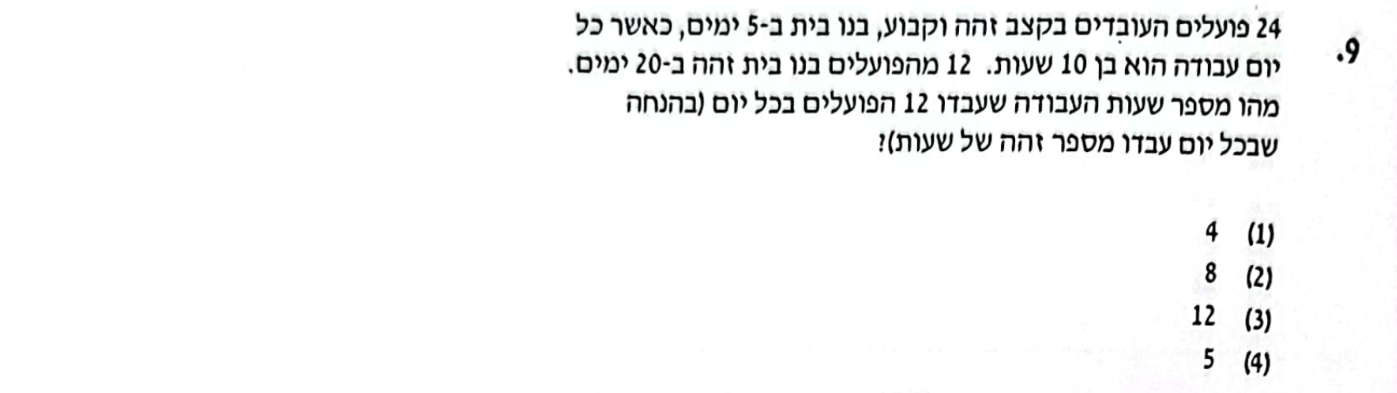 9. 24 פועלים העובדים בקצב זהה וקבוע, בנו בית ב-5 ימים, כאשר כל
יום עבודה הוא בן 10 שעות. 12 מהפועלים בנו בית זהה ב-20 ימים.
מהו מספר שעות העבודה שעבדו 12 הפועלים בכל יום (בהנחה
שבכל יום עבדו מספר זהה של שעות)?
(1) 4
(2) 8
(3) 12
(4) 5